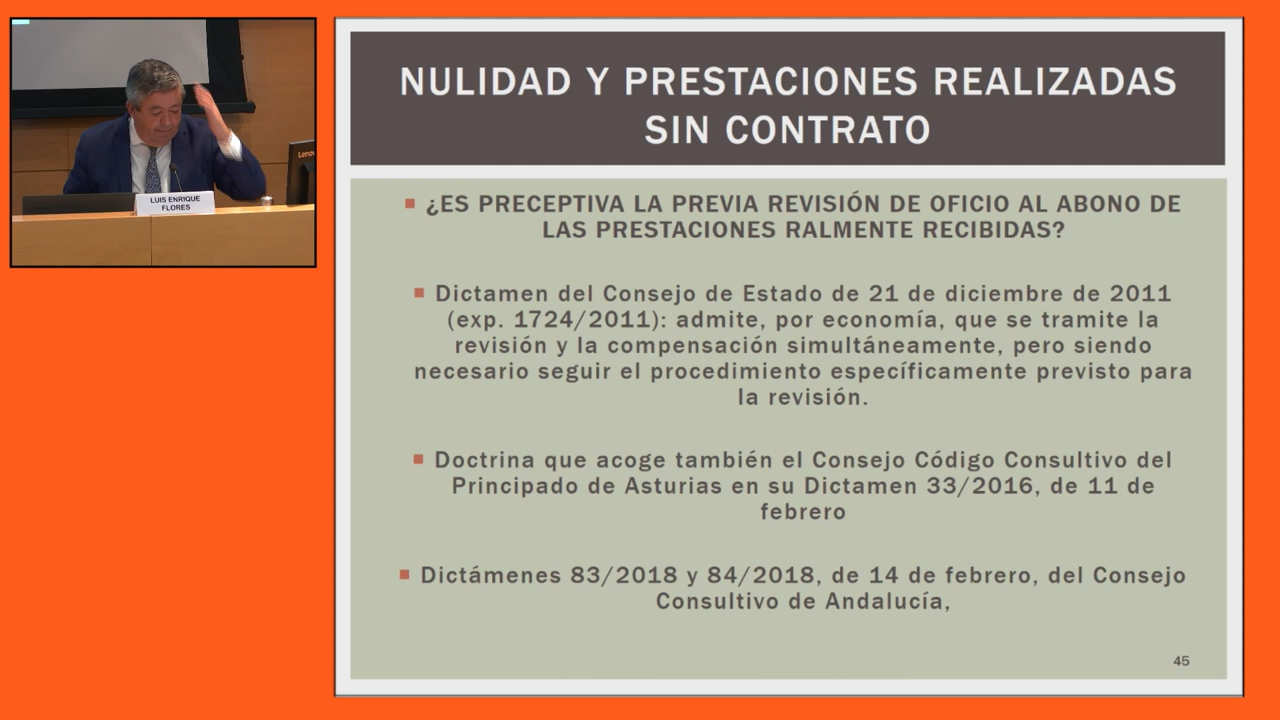 Lenovo
LUIS ENRIQUE
FLORES
NULIDAD Y PRESTACIONES REALIZADAS
SIN CONTRATO
¿ES PRECEPTIVA LA PREVIA REVISIÓN DE OFICIO AL ABONO DE
LAS PRESTACIONES RALMENTE RECIBIDAS?
Dictamen del Consejo de Estado de 21 de diciembre de 2011
(exp. 1724/2011): admite, por economía, que se tramite la
revisión y la compensación simultáneamente, pero siendo
necesario seguir el procedimiento específicamente previsto para
la revisión.
Doctrina que acoge también el Consejo Código Consultivo del
Principado de Asturias en su Dictamen 33/2016, de 11 de
febrero
Dictámenes 83/2018 y 84/2018, de 14 de febrero, del Consejo
Consultivo de Andalucía,
45